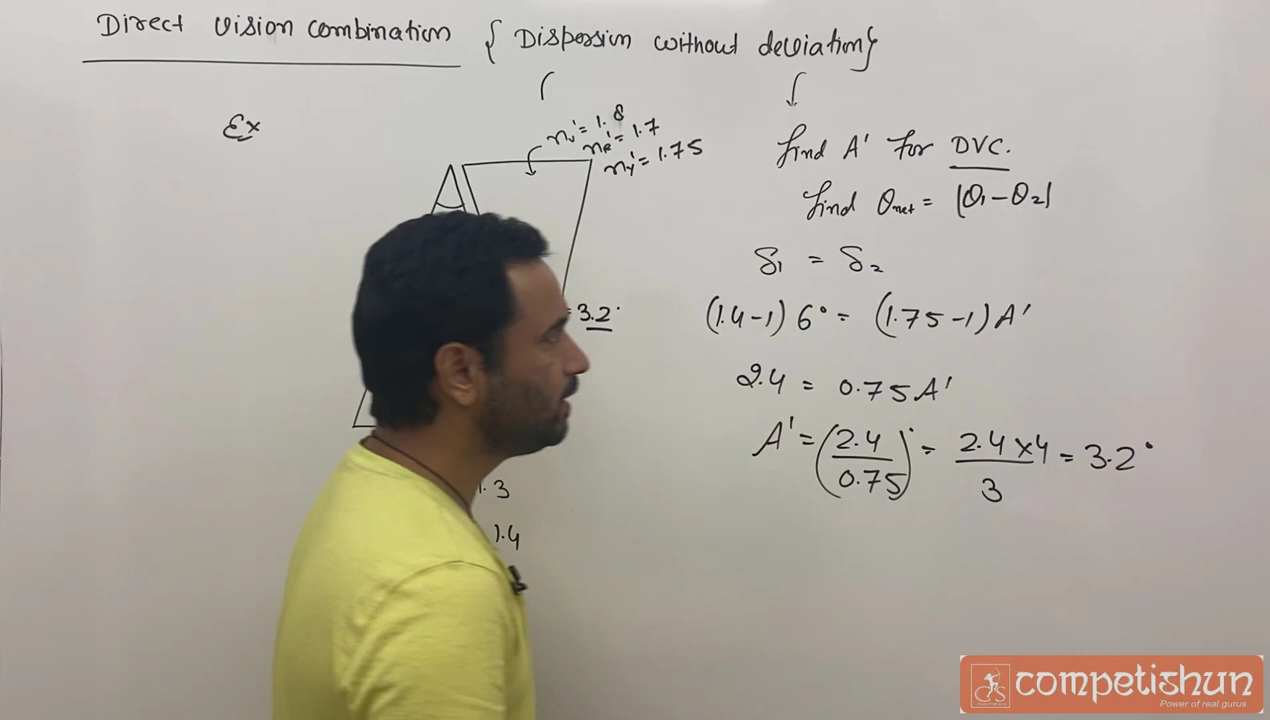 Direct vision combination { Dispersion without deviation}
Ex
nv' = 1.8
nR' = 1.7
ny' = 1.75
find A' for DVC.
find θnet = |θ1 - θ2|
δ1 = δ2
= 3.2°
(1.4-1) 6° = (1.75-1) A'
2.4 = 0.75 A'
A' = (2.4/0.75)° = 2.4×4/3 = 3.2°
1.3
1.4
competishun
Power of real gurus